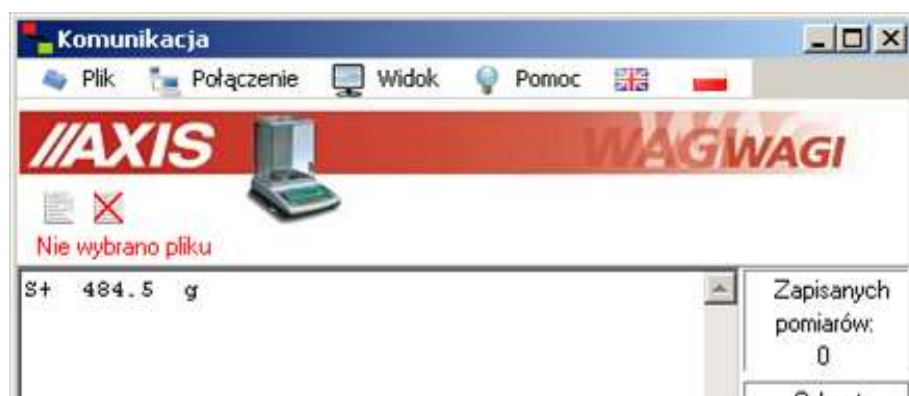 Komunikacja
Plik Połączenie Widok Pomoc
//AXIS WAGWAGI
Nie wybrano pliku
S+ 484.5 g
Zapisanych
pomiarów:
0